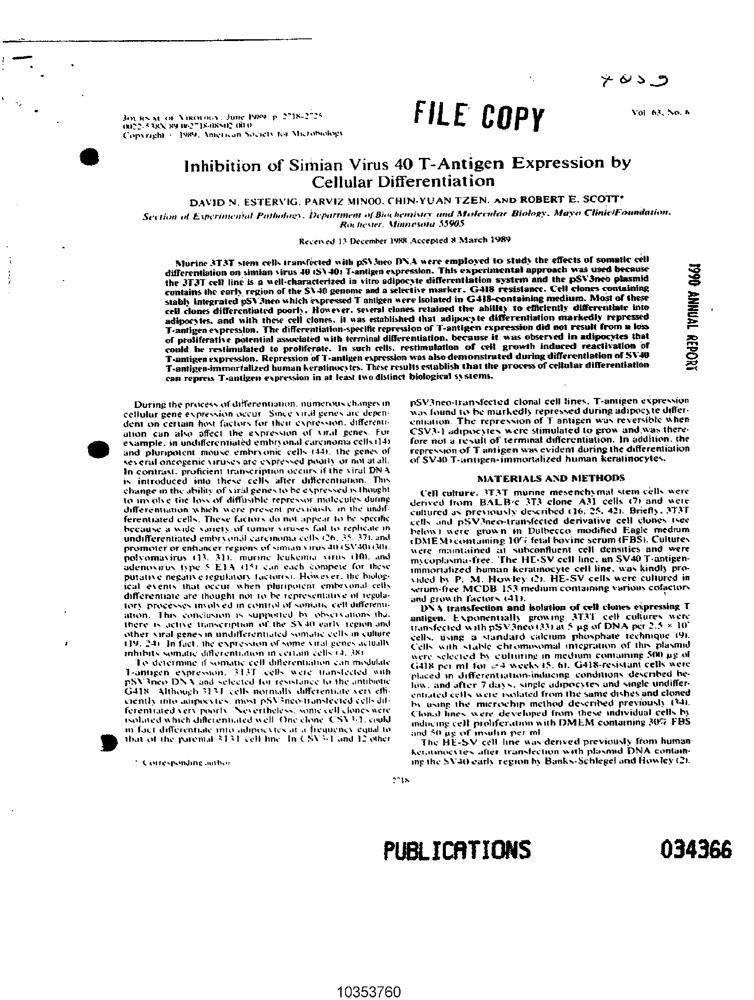 7655
JOURNAL OF VIROLOGY, June 1989, p. 2718-2725
0022-538X/89/062718-08$02.00/0
Copyright © 1989, American Society for Microbiology
FILE COPY
Vol. 63, No. 6
Inhibition of Simian Virus 40 T-Antigen Expression by
Cellular Differentiation
DAVID N. ESTERVIG, PARVIZ MINOO, CHIN-YUAN TZEN, AND ROBERT E. SCOTT*
Section of Experimental Pathology, Department of Biochemistry and Molecular Biology, Mayo Clinic/Foundation,
Rochester, Minnesota 55905
Received 13 December 1988/Accepted 8 March 1989
Murine 3T3T stem cells transfected with pSV3neo DNA were employed to study the effects of somatic cell
differentiation on simian virus 40 (SV40) T-antigen expression. This experimental approach was used because
the 3T3T cell line is a well-characterized in vitro adipocyte differentiation system and the pSV3neo plasmid
contains the early region of the SV40 genome and a selective marker, G418 resistance. Cell clones containing
stably integrated pSV3neo which expressed T antigen were isolated in G418-containing medium. Most of these
cell clones differentiated poorly. However, several clones retained the ability to efficiently differentiate into
adipocytes, and with these cell clones, it was established that adipocyte differentiation markedly repressed
T-antigen expression. The differentiation-specific repression of T-antigen expression did not result from a loss
of proliferative potential associated with terminal differentiation, because it was observed in adipocytes that
could be restimulated to proliferate. In such cells, restimulation of cell growth induced reactivation of
T-antigen expression. Repression of T-antigen expression was also demonstrated during differentiation of SV40
T-antigen-immortalized human keratinocytes. These results establish that the process of cellular differentiation
can repress T-antigen expression in at least two distinct biological systems.
1990 ANNUAL REPORT
During the process of differentiation, numerous changes in
cellular gene expression occur. Since viral genes are depen-
dent on certain host factors for their expression, differenti-
ation can also affect the expression of viral genes. For
example, in undifferentiated embryonal carcinoma cells (14)
and pluripotent mouse embryonic cells (44), the genes of
several oncogenic viruses are expressed poorly or not at all.
In contrast, proficient transcription occurs if the viral DNA
is introduced into these cells after differentiation. This
change in the ability of viral genes to be expressed is thought
to involve the loss of diffusible repressor molecules during
differentiation which were present previously in the undif-
ferentiated cells. These factors do not appear to be specific
because a wide variety of tumor viruses fail to replicate in
undifferentiated embryonal carcinoma cells (26, 35, 37), and
promoter or enhancer regions of simian virus 40 (SV40) (30),
polyomavirus (13, 31), murine leukemia virus (10), and
adenovirus type 5 E1A (15) can each compete for these
putative negative regulatory factor(s). However, the biolog-
ical events that occur when pluripotent embryonal cells
differentiate are thought not to be representative of regula-
tory processes involved in control of somatic cell differenti-
ation. This conclusion is supported by observations that
there is active transcription of the SV40 early region and
other viral genes in undifferentiated somatic cells in culture
(19, 24). In fact, the expression of some viral genes actually
inhibits somatic differentiation in certain cells (4, 38).
To determine if somatic cell differentiation can modulate
T-antigen expression, 3T3T cells were transfected with
pSV3neo DNA and selected for resistance to the antibiotic
G418. Although 3T3T cells normally differentiate very effi-
ciently into adipocytes, most pSV3neo-transfected cells dif-
ferentiated very poorly. Nevertheless, some cell clones were
isolated which differentiated well. One clone, CSV3-1, could
in fact differentiate into adipocytes at a frequency equal to
that of the parental 3T3T cell line. In CSV3-1 and 12 other
* Corresponding author.
pSV3neo-transfected clonal cell lines, T-antigen expression
was found to be markedly repressed during adipocyte differ-
entiation. The repression of T antigen was reversible when
CSV3-1 adipocytes were stimulated to grow and was there-
fore not a result of terminal differentiation. In addition, the
repression of T antigen was evident during the differentiation
of SV40 T-antigen-immortalized human keratinocytes.
MATERIALS AND METHODS
Cell culture. 3T3T murine mesenchymal stem cells were
derived from BALB/c 3T3 clone A31 cells (7) and were
cultured as previously described (16, 25, 42). Briefly, 3T3T
cells and pSV3neo-transfected derivative cell clones (see
below) were grown in Dulbecco modified Eagle medium
(DMEM) containing 10% fetal bovine serum (FBS). Cultures
were maintained at subconfluent cell densities and were
mycoplasma-free. The HE-SV cell line, an SV40 T-antigen-
immortalized human keratinocyte cell line, was kindly pro-
vided by P. M. Howley (2). HE-SV cells were cultured in
serum-free MCDB 153 medium containing various cofactors
and growth factors (41).
DNA transfection and isolation of cell clones expressing T
antigen. Exponentially growing 3T3T cell cultures were
transfected with pSV3neo (33) at 5 μg of DNA per 2.5 × 10⁷
cells, using a standard calcium phosphate technique (9).
Cells with stable chromosomal integration of this plasmid
were selected by culturing in medium containing 500 μg of
G418 per ml for 2-4 weeks (5, 6). G418-resistant cells were
placed in differentiation-inducing conditions described be-
low, and after 7 days, single adipocytes and single undiffer-
entiated cells were isolated from the same dishes and cloned
by using the microchip method described previously (34).
Clonal lines were developed from these individual cells by
inducing cell proliferation with DMEM containing 30% FBS
and 50 μg of insulin per ml.
The HE-SV cell line was derived previously from human
keratinocytes after transfection with plasmid DNA contain-
ing the SV40 early region by Banks-Schlegel and Howley (2).
2718
PUBLICATIONS
034366
10353760